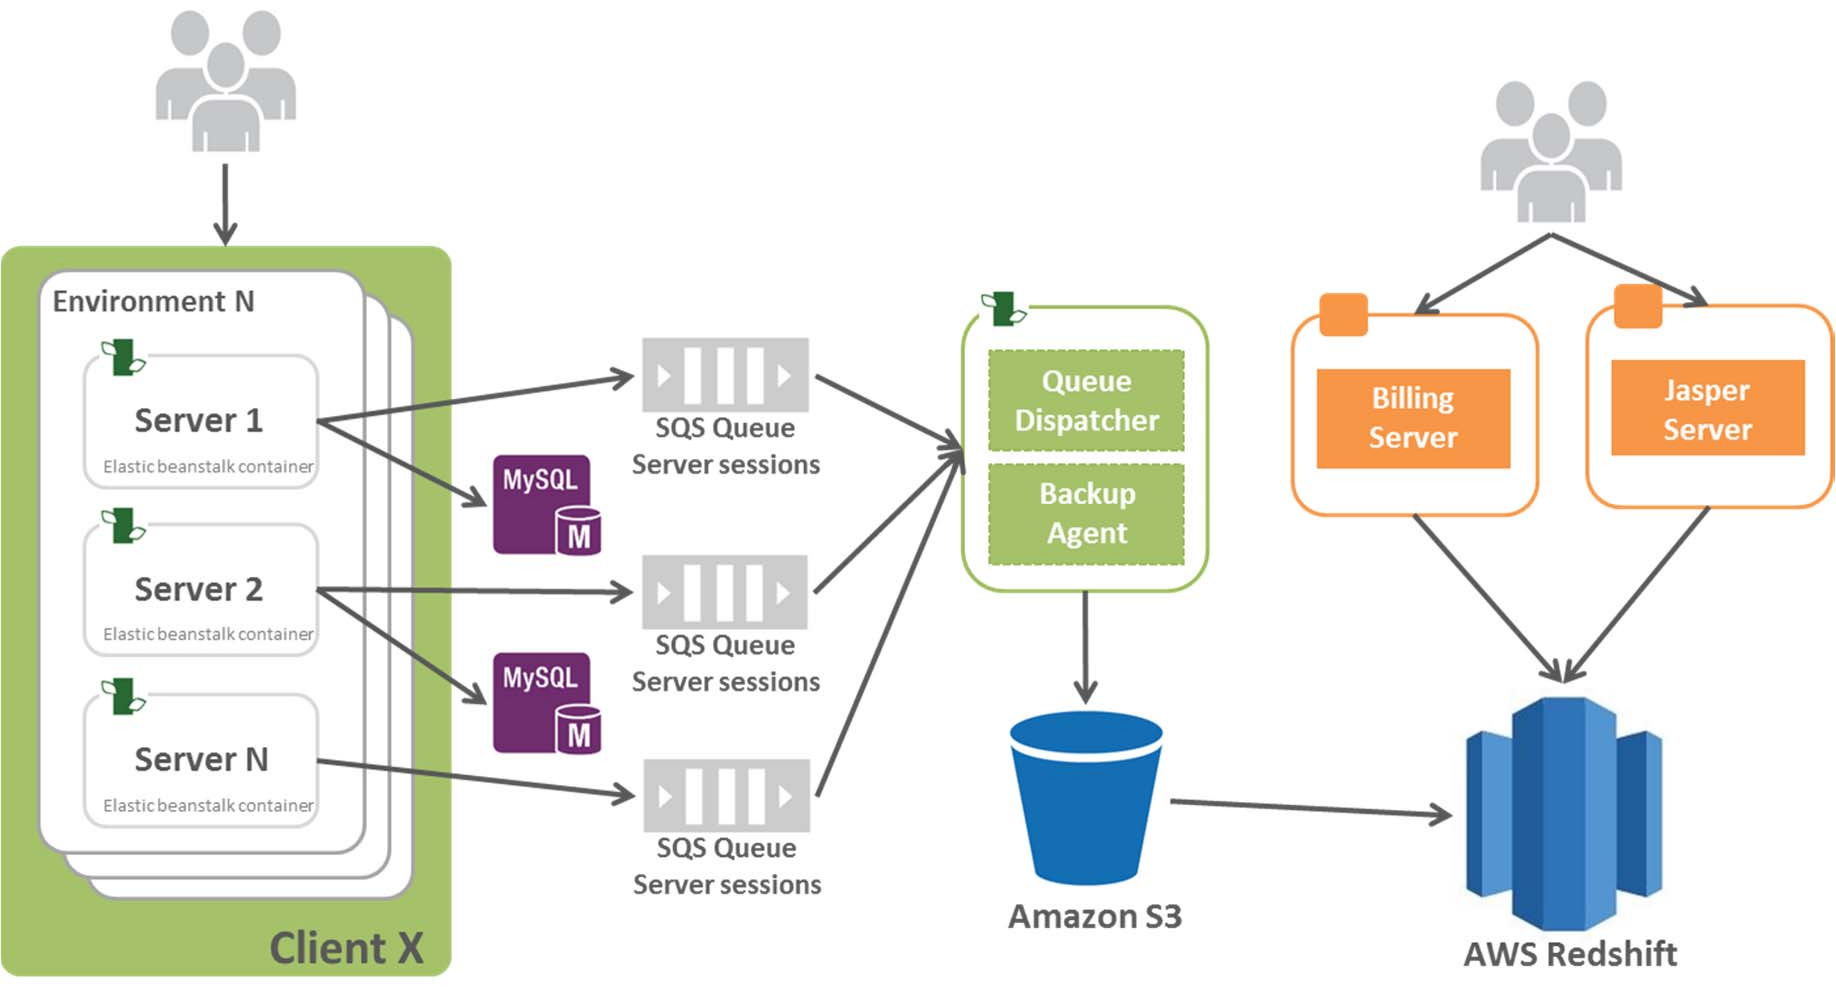 Environment N
Server 1
Elastic beanstalk container
Server 2
Elastic beanstalk container
Server N
Elastic beanstalk container
Client X
MySQL
M
MySQL
M
SQS Queue
Server sessions
SQS Queue
Server sessions
SQS Queue
Server sessions
Queue
Dispatcher
Backup
Agent
Amazon S3
Billing
Server
Jasper
Server
AWS Redshift